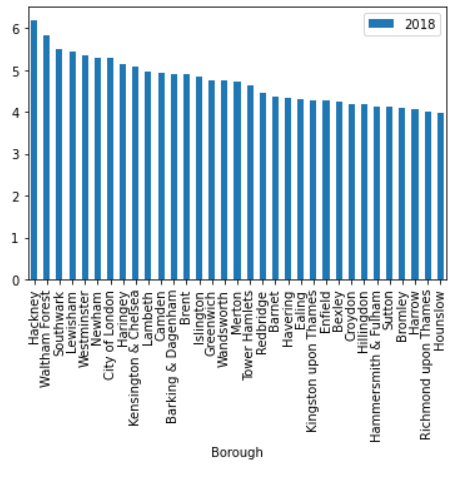 2018
6
5
4
3
2
1
0
Hackney
Waltham Forest
Southwark
Lewisham
Westminster
Newham
City of London
Haringey
Kensington & Chelsea
Lambeth
Camden
Barking & Dagenham
Brent
Islington
Greenwich
Wandsworth
Merton
Tower Hamlets
Redbridge
Barnet
Havering
Ealing
Kingston upon Thames
Enfield
Bexley
Croydon
Hillingdon
Hammersmith & Fulham
Sutton
Bromley
Harrow
Richmond upon Thames
Hounslow
Borough